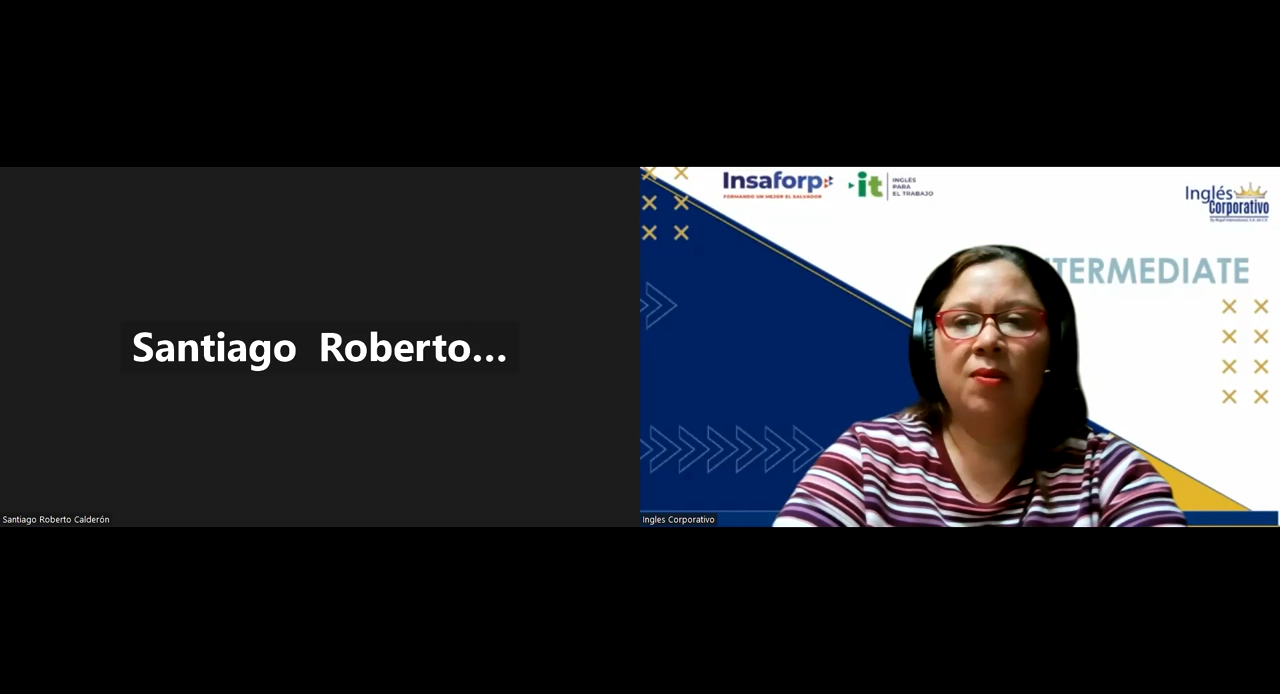 Santiago Roberto...
Santiago Roberto Calderón
Insaforp
FORMANDO UN MEJOR EL SALVADOR
it
INGLÉS
PARA
EL TRABAJO
Inglés
Corporativo
TERMEDIATE
Ingles Corporativo